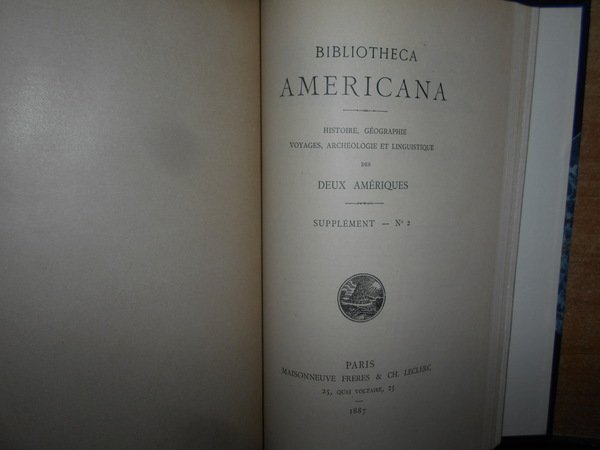 BIBLIOTHECA
AMERICANA
HISTOIRE, GÉOGRAPHIE
VOYAGES, ARCHÉOLOGIE ET LINGUISTIQUE
DES
DEUX AMÉRIQUES
SUPPLÉMENT — Nº 2
PARIS
MAISONNEUVE FRÈRES & CH. LECLERC
25, QUAI VOLTAIRE, 25
1887